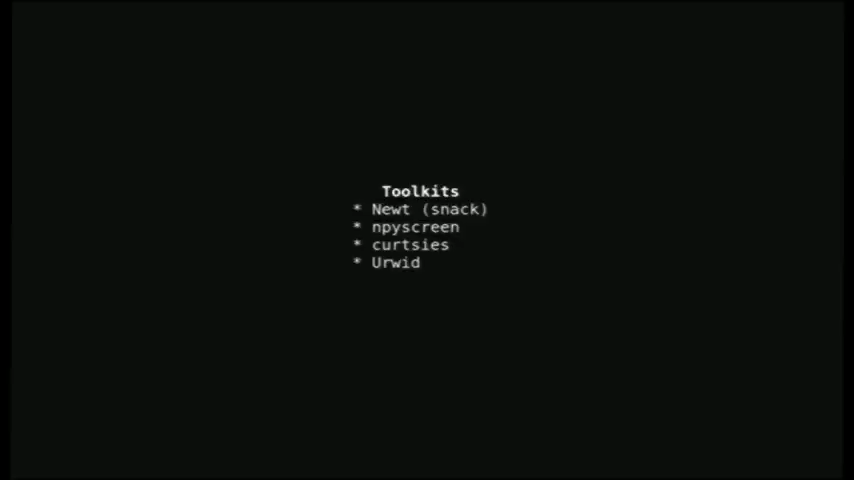 Toolkits
* Newt (snack)
* npyscreen
* curtsies
* Urwid